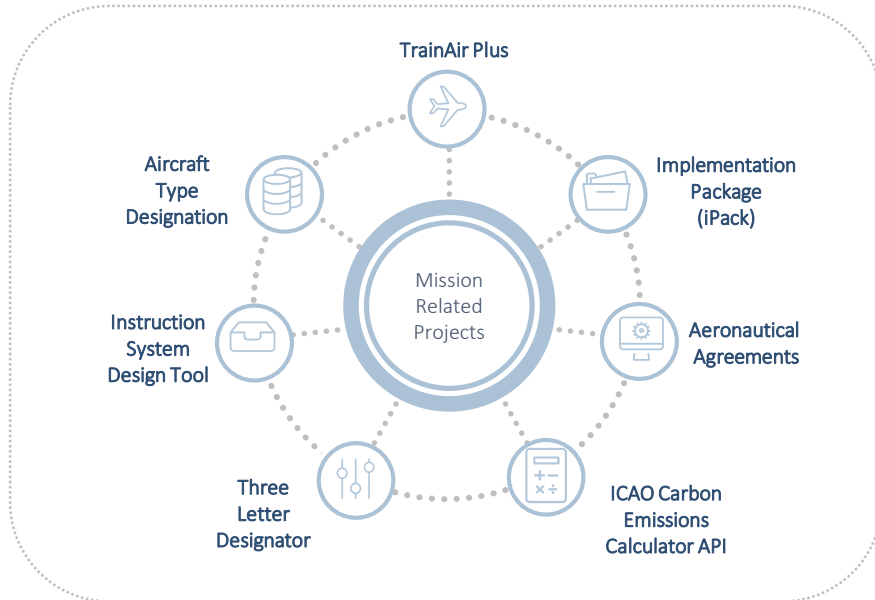 TrainAir Plus
Implementation
Package
(iPack)
Aeronautical
Agreements
ICAO Carbon
Emissions
Calculator API
Three
Letter
Designator
Instruction
System
Design Tool
Aircraft
Type
Designation
Mission
Related
Projects